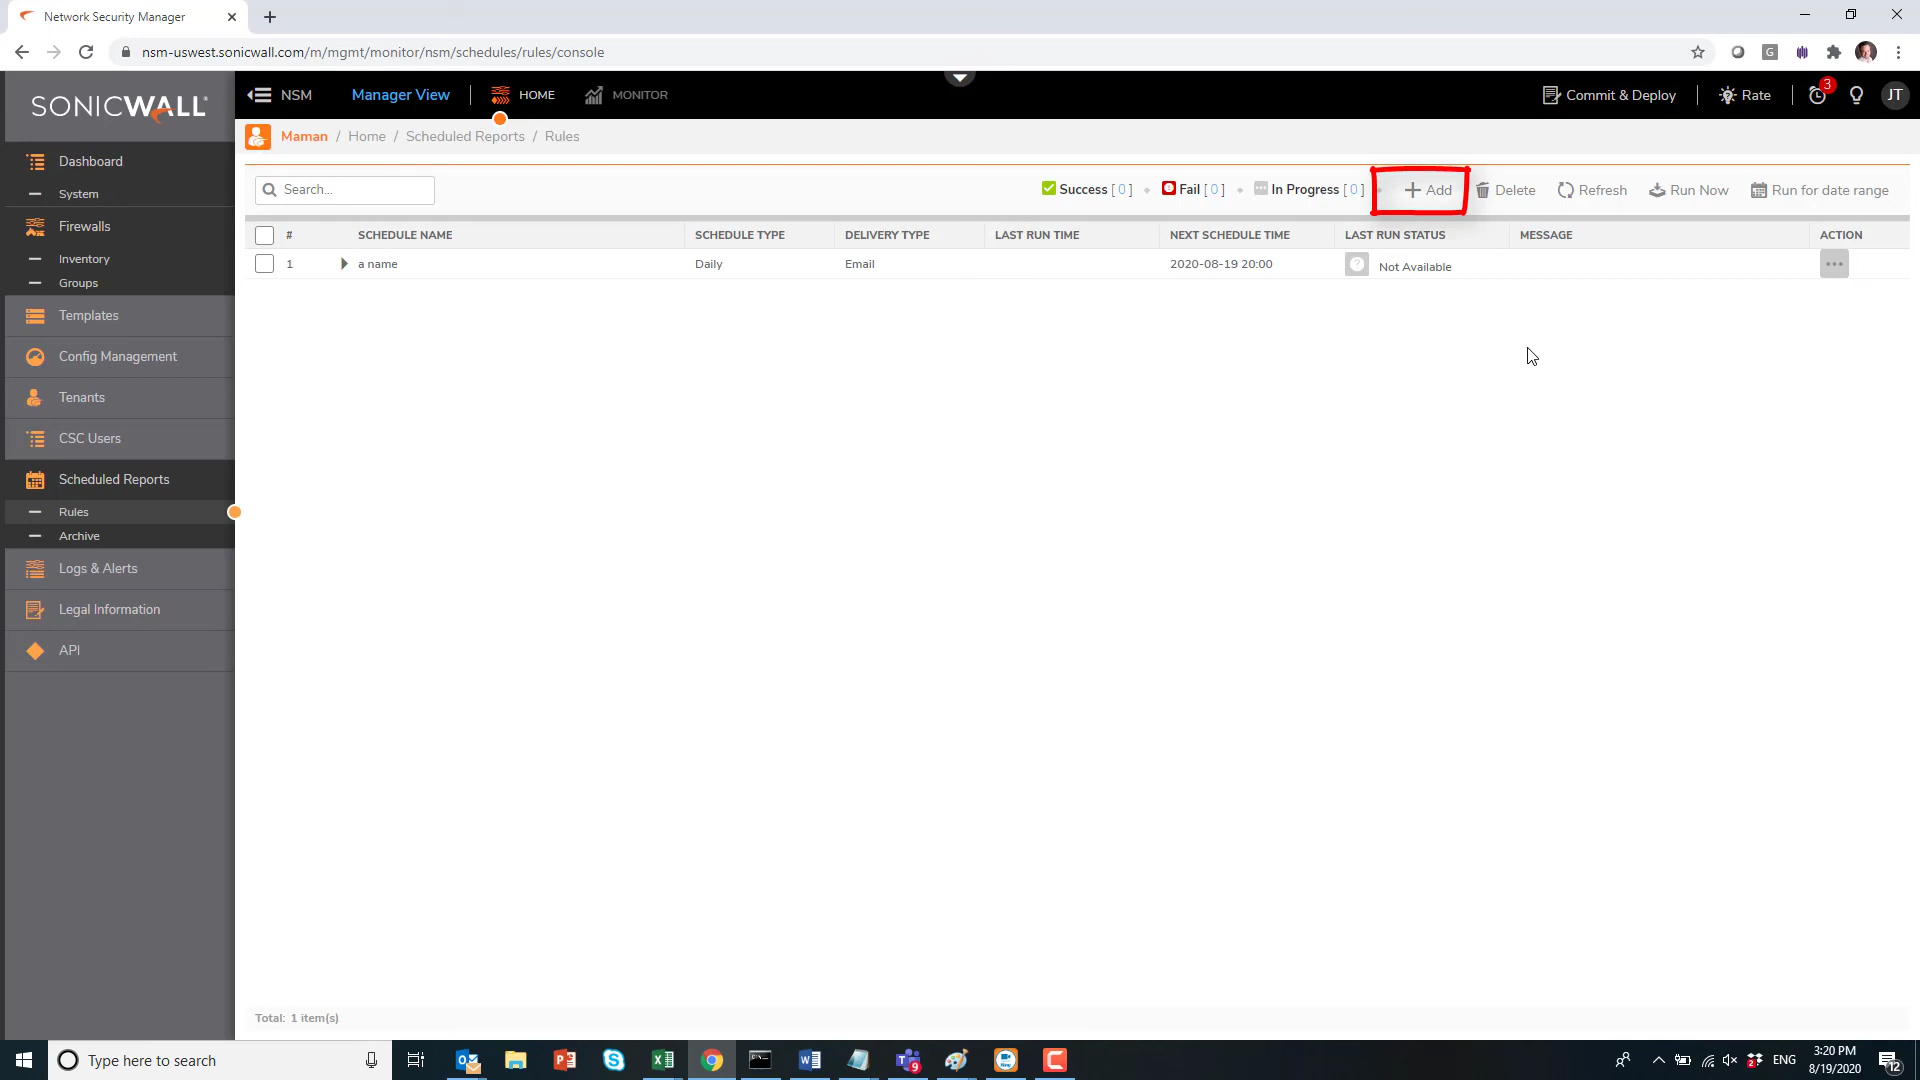 Network Security Manager
nsm-uswest.sonicwall.com/m/mgmt/monitor/nsm/schedules/rules/console
G
SONICWALL
NSM
Manager View
HOME
MONITOR
Commit & Deploy
Rate
3
JT
Maman / Home / Scheduled Reports / Rules
Dashboard
System
Firewalls
Inventory
Groups
Templates
Config Management
Tenants
CSC Users
Scheduled Reports
Rules
Archive
Logs & Alerts
Legal Information
API
Search...
Success [ 0 ]
Fail [ 0 ]
In Progress [ 0 ]
Add
Delete
Refresh
Run Now
Run for date range
# SCHEDULE NAME SCHEDULE TYPE DELIVERY TYPE LAST RUN TIME NEXT SCHEDULE TIME LAST RUN STATUS MESSAGE ACTION
1 a name Daily Email 2020-08-19 20:00 Not Available
Total: 1 item(s)
Type here to search
9
2
ENG
3:20 PM
8/19/2020
12